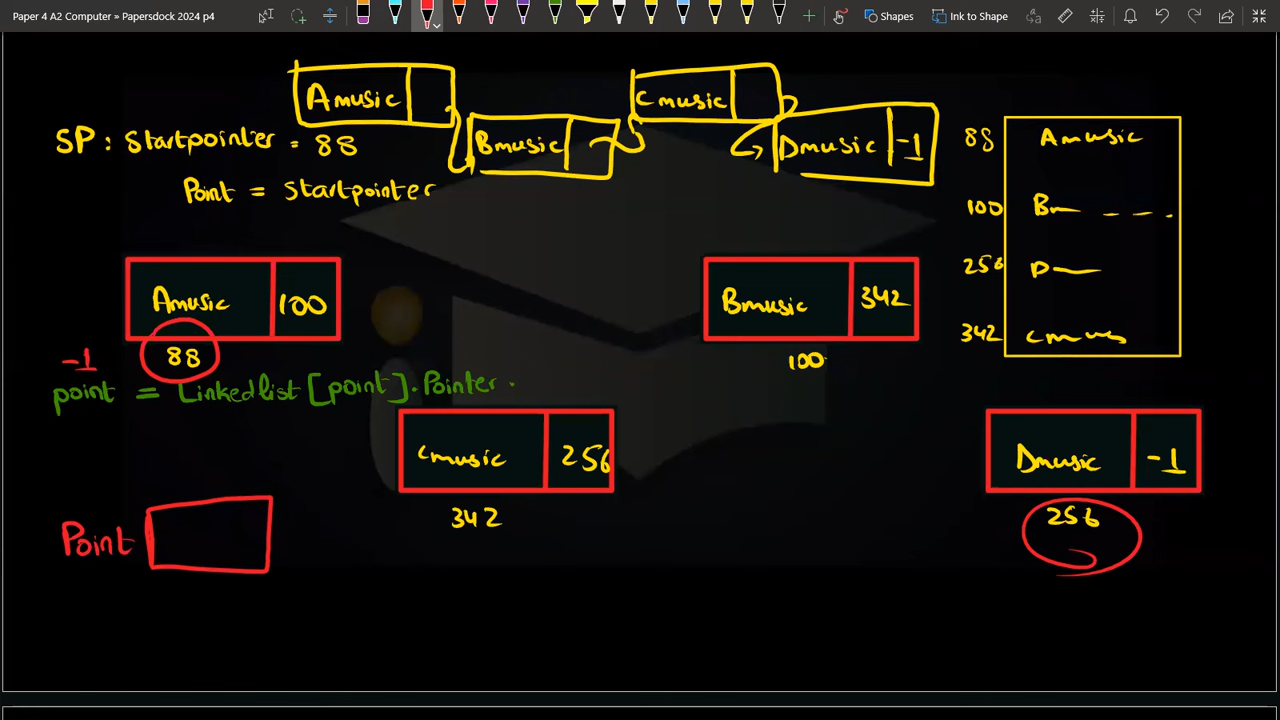 Paper 4 A2 Computer » Papersdock 2024 p4
Shapes
Ink to Shape
Amusic
Bmusic
Cmusic
Dmusic -1
SP : Startpointer = 88
Point = Startpointer
88 Amusic
100 B
256 D
342
Amusic 100
88
Bmusic 342
100
-1
point = Linkedlist [point] . Pointer .
Cmusic 256
342
Dmusic -1
256
Point